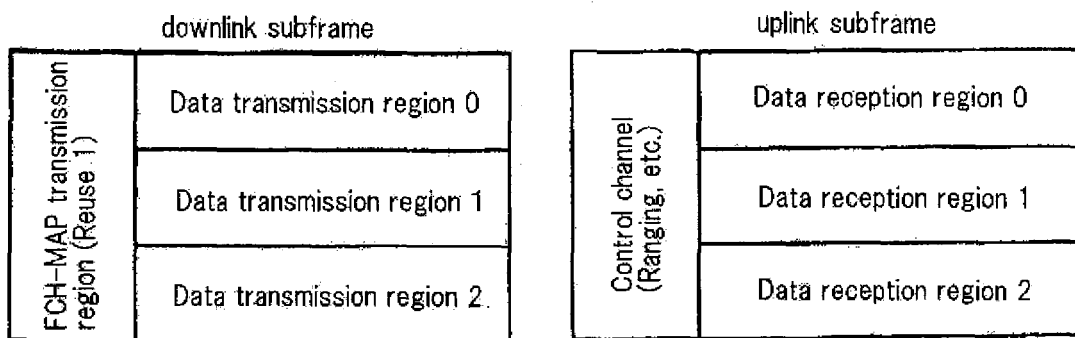 downlink subframe
FCH-MAP transmission
region (Reuse 1)
Data transmission region 0
Data transmission region 1
Data transmission region 2
uplink subframe
Control channel
(Ranging, etc.)
Data reception region 0
Data reception region 1
Data reception region 2